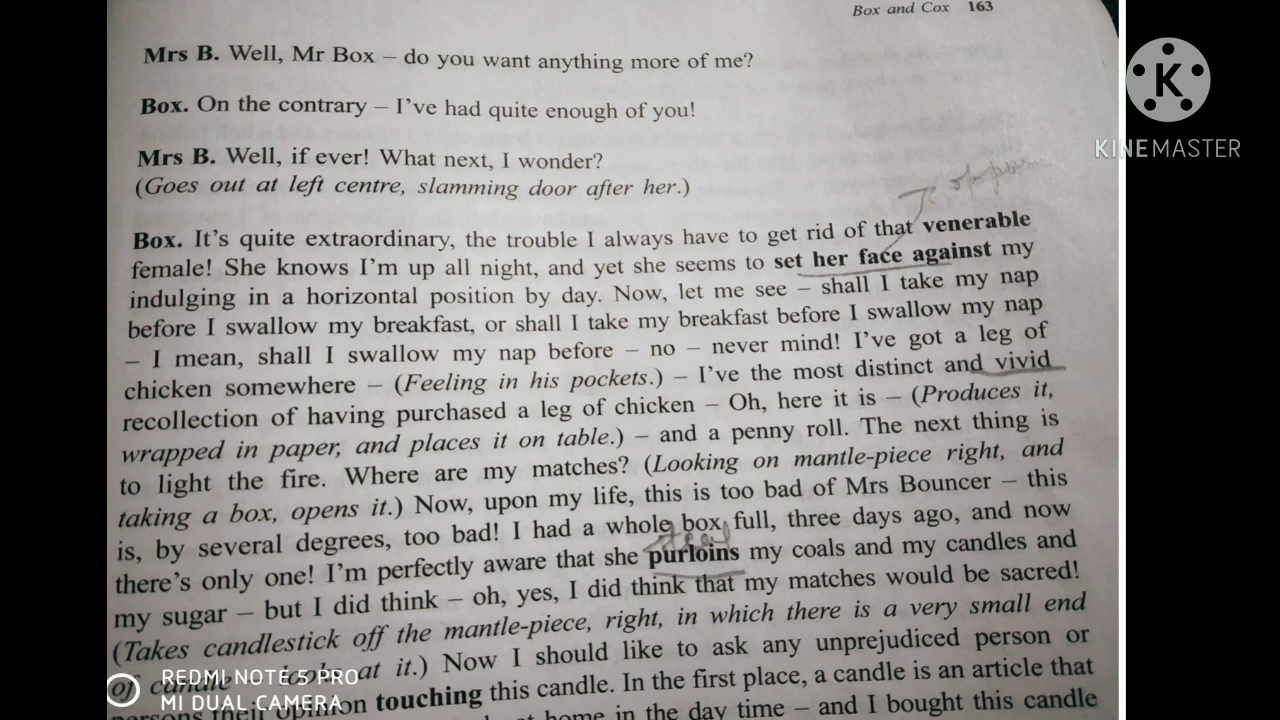 Box and Cox 163
Mrs B. Well, Mr Box – do you want anything more of me?
Box. On the contrary – I've had quite enough of you!
Mrs B. Well, if ever! What next, I wonder?
(Goes out at left centre, slamming door after her.)
KINEMASTER
oppose
Box. It's quite extraordinary, the trouble I always have to get rid of that venerable
female! She knows I'm up all night, and yet she seems to set her face against my
indulging in a horizontal position by day. Now, let me see – shall I take my nap
before I swallow my breakfast, or shall I take my breakfast before I swallow my nap
– I mean, shall I swallow my nap before – no – never mind! I've got a leg of
chicken somewhere – (Feeling in his pockets.) – I've the most distinct and vivid
recollection of having purchased a leg of chicken – Oh, here it is – (Produces it,
wrapped in paper, and places it on table.) – and a penny roll. The next thing is
to light the fire. Where are my matches? (Looking on mantle-piece right, and
taking a box, opens it.) Now, upon my life, this is too bad of Mrs Bouncer – this
is, by several degrees, too bad! I had a whole box full, three days ago, and now
steal
there's only one! I'm perfectly aware that she purloins my coals and my candles and
my sugar – but I did think – oh, yes, I did think that my matches would be sacred!
(Takes candlestick off the mantle-piece, right, in which there is a very small end
of candle at it.) Now I should like to ask any unprejudiced person or
persons their opinion touching this candle. In the first place, a candle is an article that
home in the day time – and I bought this candle
REDMI NOTE 5 PRO
MI DUAL CAMERA